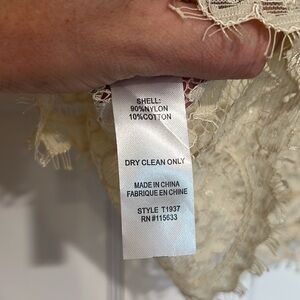 SHELL:
90%NYLON
10%COTTON
DRY CLEAN ONLY
MADE IN CHINA
FABRIQUE EN CHINE
STYLE T1937
RN #115633